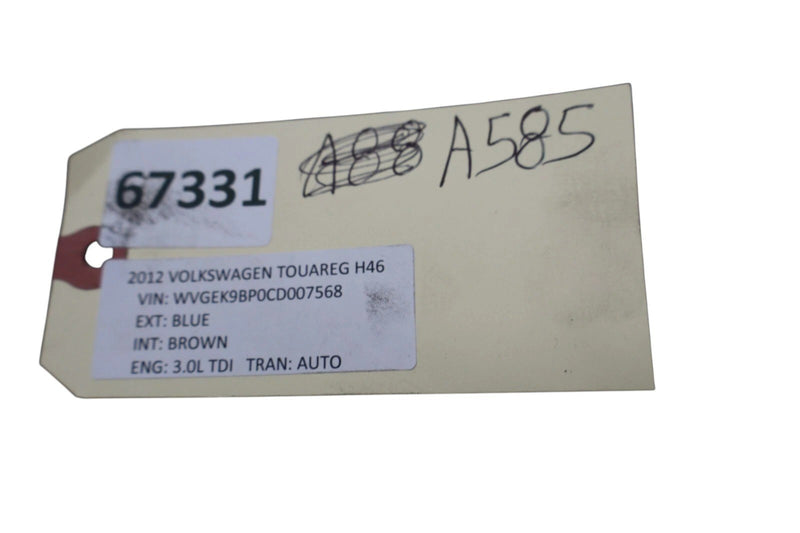 67331
A88 A585
2012 VOLKSWAGEN TOUAREG H46
VIN: WVGEK9BP0CD007568
EXT: BLUE
INT: BROWN
ENG: 3.0L TDI TRAN: AUTO